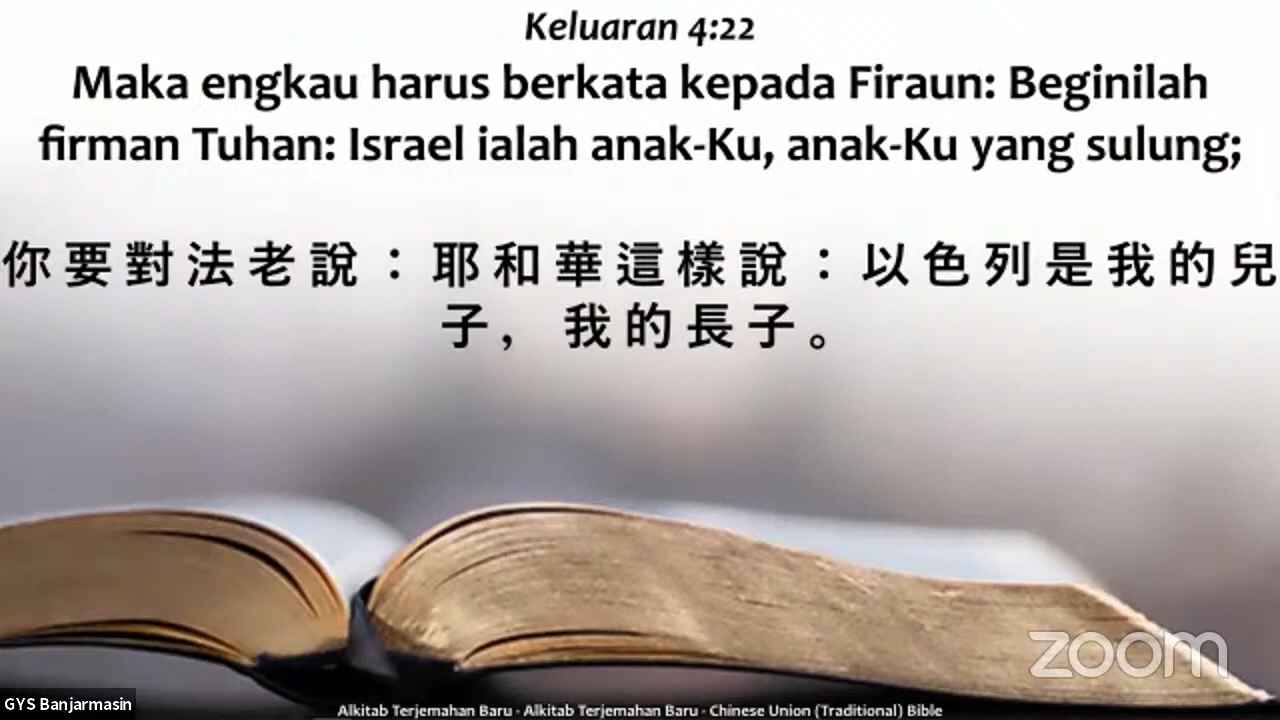 Keluaran 4:22
Maka engkau harus berkata kepada Firaun: Beginilah
firman Tuhan: Israel ialah anak-Ku, anak-Ku yang sulung;
你要對法老說：耶和華這樣說：以色列是我的兒
子，我的長子。
zoom
GYS Banjarmasin
Alkitab Terjemahan Baru - Alkitab Terjemahan Baru - Chinese Union (Traditional) Bible